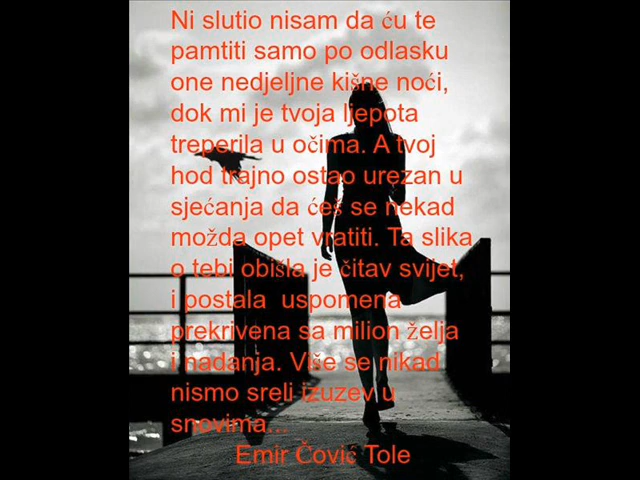 Ni slutio nisam da ću te
pamtiti samo po odlasku
one nedjeljne kišne noći,
dok mi je tvoja ljepota
treperila u očima. A tvoj
hod trajno ostao urezan u
sjećanja da ćeš se nekad
možda opet vratiti. Ta slika
o tebi obišla je čitav svijet,
i postala uspomena
prekrivena sa milion želja
i nadanja. Više se nikad
nismo sreli izuzev u
snovima...
Emir Čović Tole